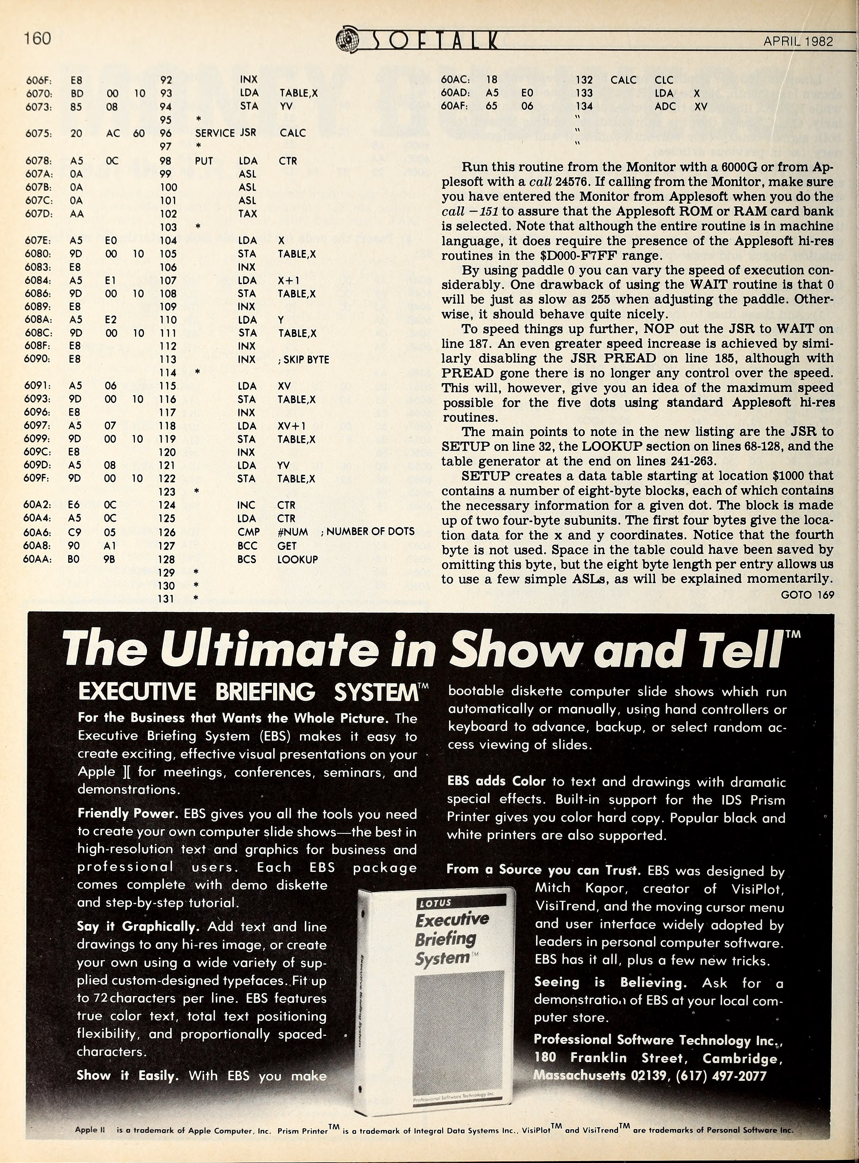 160
SOFTALK
APRIL 1982
606F: E8 92 INX
6070: BD 00 10 93 LDA TABLE,X
6073: 85 08 94 STA YV
95 *
6075: 20 AC 60 96 SERVICE JSR CALC
97 *
6078: A5 0C 98 PUT LDA CTR
607A: 0A 99 ASL
607B: 0A 100 ASL
607C: 0A 101 ASL
607D: AA 102 TAX
103 *
607E: A5 E0 104 LDA X
6080: 9D 00 10 105 STA TABLE,X
6083: E8 106 INX
6084: A5 E1 107 LDA X+1
6086: 9D 00 10 108 STA TABLE,X
6089: E8 109 INX
608A: A5 E2 110 LDA Y
608C: 9D 00 10 111 STA TABLE,X
608F: E8 112 INX
6090: E8 113 INX ; SKIP BYTE
114 *
6091: A5 06 115 LDA XV
6093: 9D 00 10 116 STA TABLE,X
6096: E8 117 INX
6097: A5 07 118 LDA XV+1
6099: 9D 00 10 119 STA TABLE,X
609C: E8 120 INX
609D: A5 08 121 LDA YV
609F: 9D 00 10 122 STA TABLE,X
123 *
60A2: E6 0C 124 INC CTR
60A4: A5 0C 125 LDA CTR
60A6: C9 05 126 CMP #NUM ; NUMBER OF DOTS
60A8: 90 A1 127 BCC GET
60AA: B0 9B 128 BCS LOOKUP
129 *
130 *
131 *
60AC: 18 132 CALC CLC
60AD: A5 E0 133 LDA X
60AF: 65 06 134 ADC XV
"
"
"
Run this routine from the Monitor with a 6000G or from Ap-
plesoft with a call 24576. If calling from the Monitor, make sure
you have entered the Monitor from Applesoft when you do the
call −151 to assure that the Applesoft ROM or RAM card bank
is selected. Note that although the entire routine is in machine
language, it does require the presence of the Applesoft hi-res
routines in the $D000-F7FF range.
By using paddle 0 you can vary the speed of execution con-
siderably. One drawback of using the WAIT routine is that 0
will be just as slow as 255 when adjusting the paddle. Other-
wise, it should behave quite nicely.
To speed things up further, NOP out the JSR to WAIT on
line 187. An even greater speed increase is achieved by simi-
larly disabling the JSR PREAD on line 185, although with
PREAD gone there is no longer any control over the speed.
This will, however, give you an idea of the maximum speed
possible for the five dots using standard Applesoft hi-res
routines.
The main points to note in the new listing are the JSR to
SETUP on line 32, the LOOKUP section on lines 68-128, and the
table generator at the end on lines 241-263.
SETUP creates a data table starting at location $1000 that
contains a number of eight-byte blocks, each of which contains
the necessary information for a given dot. The block is made
up of two four-byte subunits. The first four bytes give the loca-
tion data for the x and y coordinates. Notice that the fourth
byte is not used. Space in the table could have been saved by
omitting this byte, but the eight byte length per entry allows us
to use a few simple ASLs, as will be explained momentarily.
GOTO 169
The Ultimate in Show and Tell™
EXECUTIVE BRIEFING SYSTEM™
For the Business that Wants the Whole Picture. The
Executive Briefing System (EBS) makes it easy to
create exciting, effective visual presentations on your
Apple ][ for meetings, conferences, seminars, and
demonstrations.
Friendly Power. EBS gives you all the tools you need
to create your own computer slide shows—the best in
high-resolution text and graphics for business and
professional users. Each EBS package
comes complete with demo diskette
and step-by-step tutorial.
Say it Graphically. Add text and line
drawings to any hi-res image, or create
your own using a wide variety of sup-
plied custom-designed typefaces. Fit up
to 72 characters per line. EBS features
true color text, total text positioning
flexibility, and proportionally spaced-
characters.
Show it Easily. With EBS you make
bootable diskette computer slide shows which run
automatically or manually, using hand controllers or
keyboard to advance, backup, or select random ac-
cess viewing of slides.
EBS adds Color to text and drawings with dramatic
special effects. Built-in support for the IDS Prism
Printer gives you color hard copy. Popular black and
white printers are also supported.
From a Source you can Trust. EBS was designed by
Mitch Kapor, creator of VisiPlot,
VisiTrend, and the moving cursor menu
and user interface widely adopted by
leaders in personal computer software.
EBS has it all, plus a few new tricks.
Seeing is Believing. Ask for a
demonstration of EBS at your local com-
puter store.
Professional Software Technology Inc.,
180 Franklin Street, Cambridge,
Massachusetts 02139, (617) 497-2077
LOTUS
Executive
Briefing
System™
Professional Software Technology Inc.
Executive Briefing System
Apple II is a trademark of Apple Computer, Inc. Prism Printer™ is a trademark of Integral Data Systems Inc., VisiPlot™ and VisiTrend™ are trademarks of Personal Software Inc.